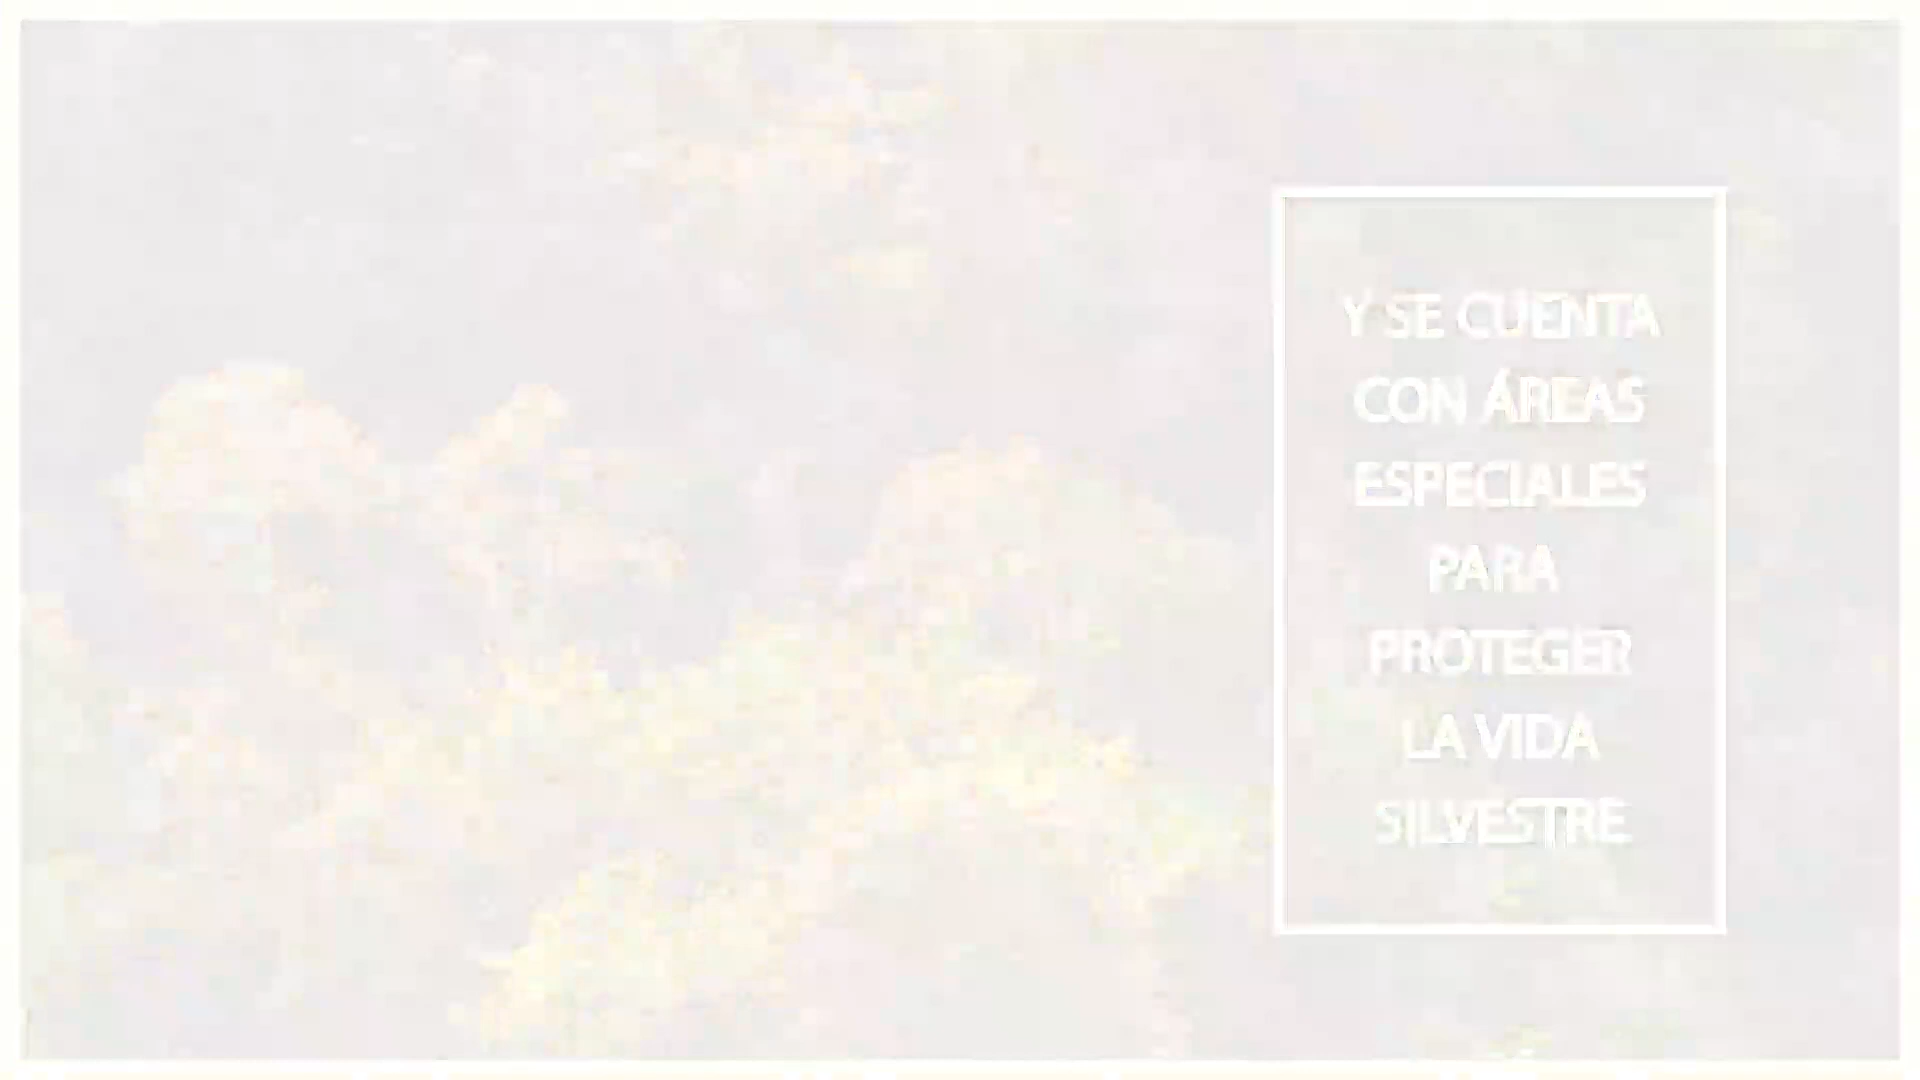 Y SE CUENTA
CON ÁREAS
ESPECIALES
PARA
PROTEGER
LA VIDA
SILVESTRE